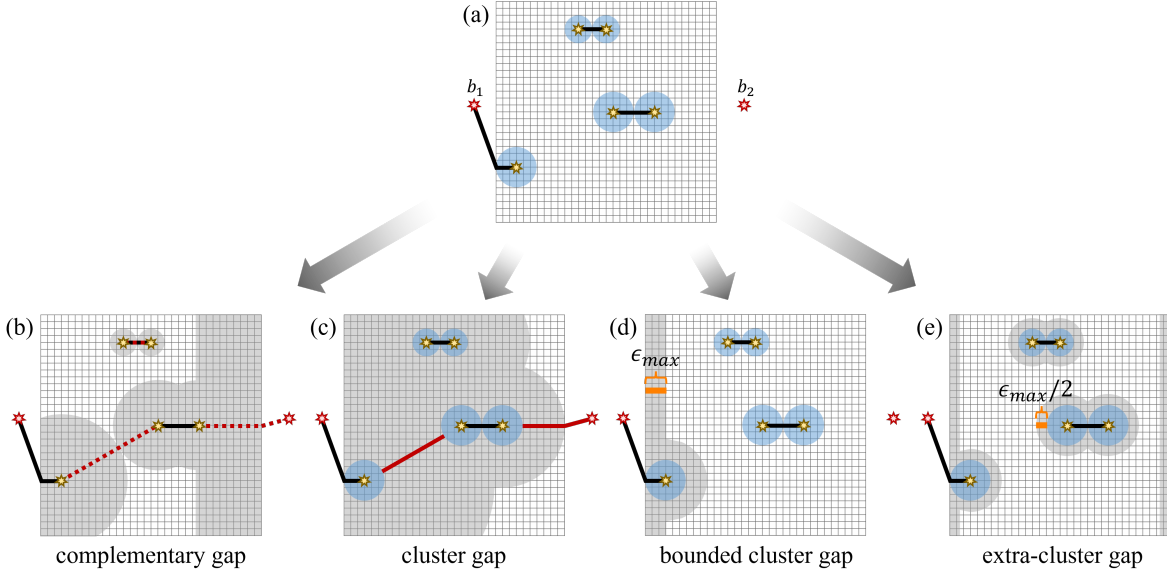 (a)
b₁
b₂
(b)
(c)
(d)
(e)
ϵₘₐₓ
ϵₘₐₓ/2
complementary gap
cluster gap
bounded cluster gap
extra-cluster gap